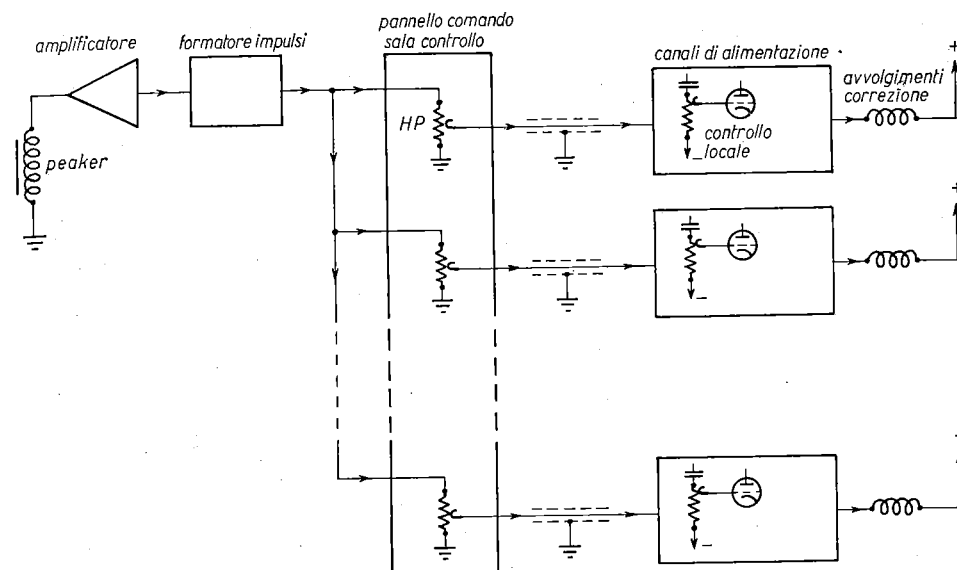 pannello comando
sala controllo
amplificatore
formatore impulsi
canali di alimentazione
avvolgimenti
correzione
HP
peaker
controllo
locale
+
+
-
-
-